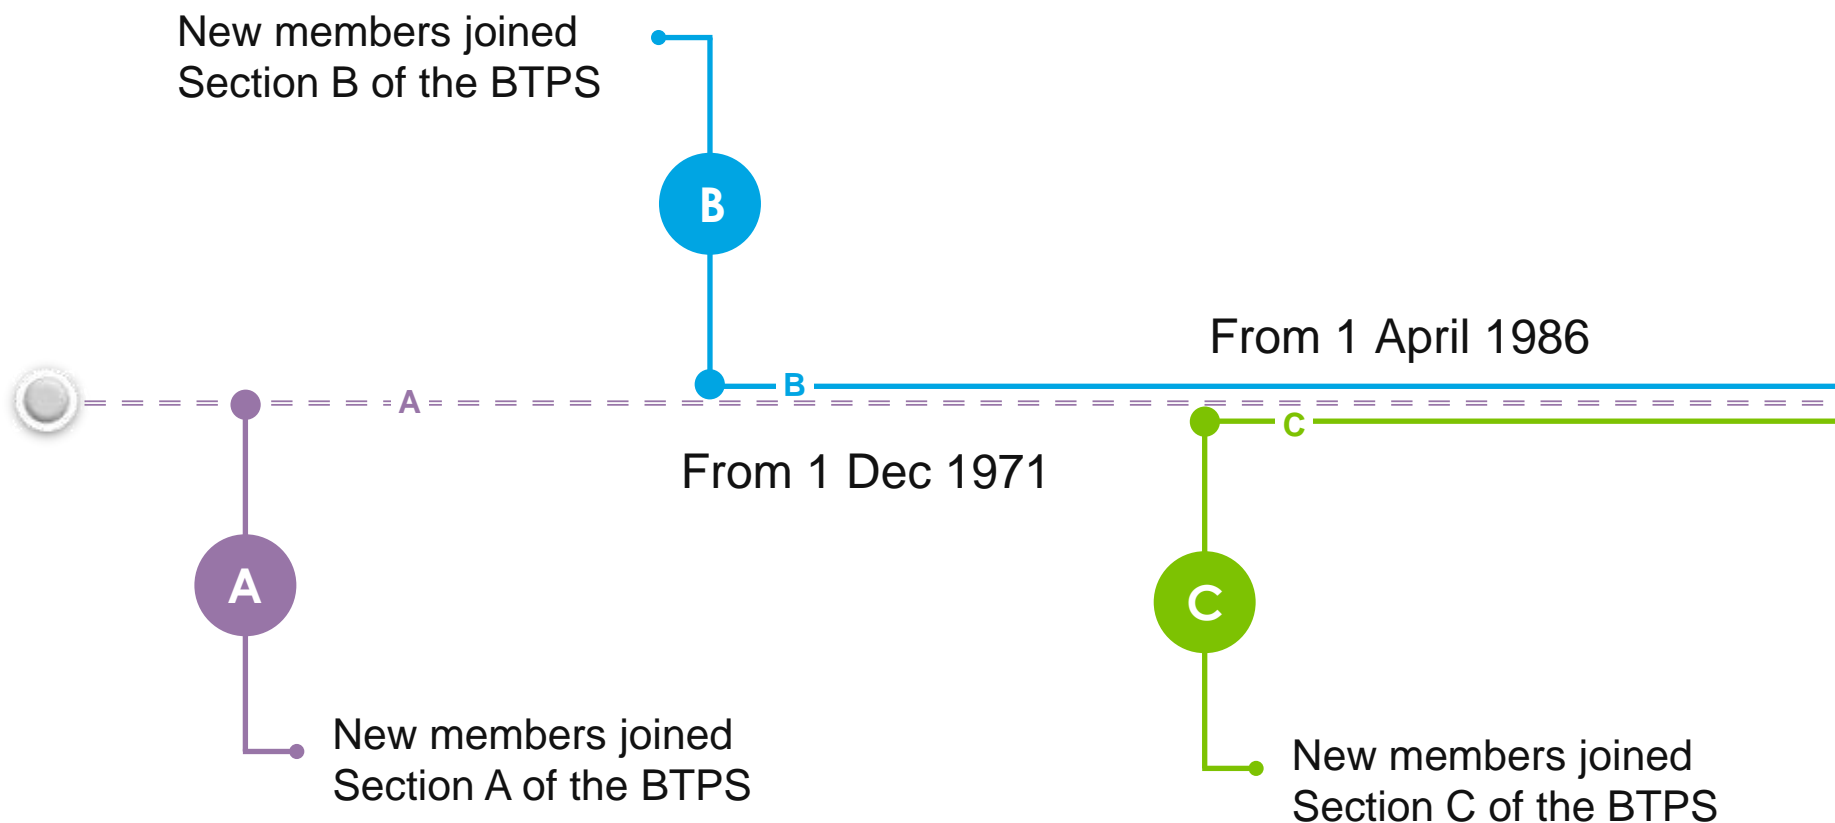 New members joined
Section B of the BTPS
B
From 1 April 1986
B
A
C
From 1 Dec 1971
A
C
New members joined
Section A of the BTPS
New members joined
Section C of the BTPS